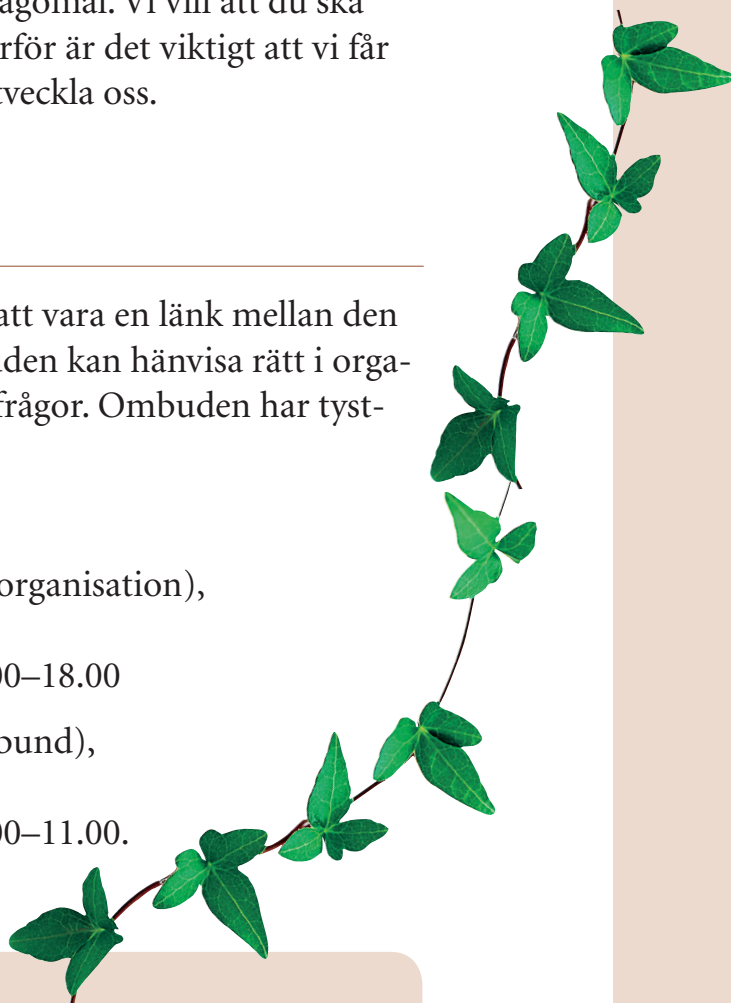 ågomål. Vi vill att du ska
rför är det viktigt att vi får
tveckla oss.
att vara en länk mellan den
den kan hänvisa rätt i orga-
frågor. Ombuden har tyst-
organisation),
00–18.00
bund),
00–11.00.